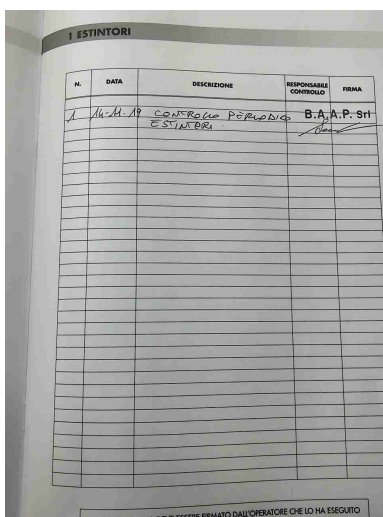 1 ESTINTORI
N. DATA DESCRIZIONE RESPONSABILE CONTROLLO FIRMA
1 14-11-19 CONTROLLO PERIODICO B.A.A.P. Srl
ESTINTORI
ESSERE FIRMATO DALL'OPERATORE CHE LO HA ESEGUITO